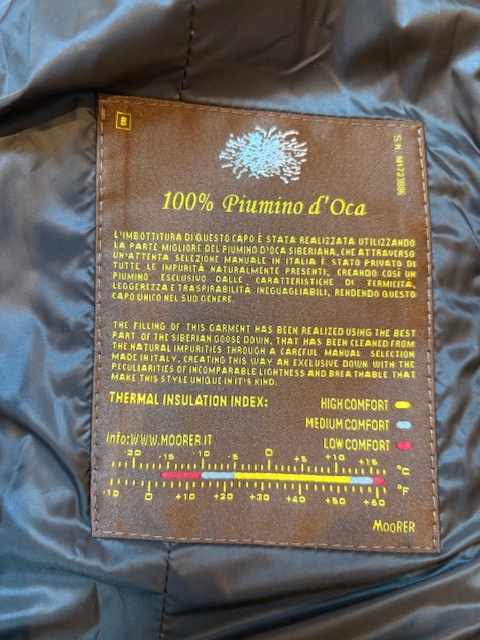 B
S.N. M1723886
100% Piumino d'Oca
L'IMBOTTITURA DI QUESTO CAPO È STATA REALIZZATA UTILIZZANDO
LA PARTE MIGLIORE DEL PIUMINO D'OCA SIBERIANA, CHE ATTRAVERSO
UN'ATTENTA SELEZIONE MANUALE IN ITALIA È STATO PRIVATO DI
TUTTE LE IMPURITÀ NATURALMENTE PRESENTI, CREANDO COSÌ UN
PIUMINO ESCLUSIVO DALLE CARATTERISTICHE DI TERMICITÀ,
LEGGEREZZA E TRASPIRABILITÀ INEGUAGLIABILI, RENDENDO QUESTO
CAPO UNICO NEL SUO GENERE.
THE FILLING OF THIS GARMENT HAS BEEN REALIZED USING THE BEST
PART OF THE SIBERIAN GOOSE DOWN, THAT HAS BEEN CLEANED FROM
THE NATURAL IMPURITIES THROUGH A CAREFUL MANUAL SELECTION
MADE IN ITALY, CREATING THIS WAY AN EXCLUSIVE DOWN WITH THE
PECULIARITIES OF INCOMPARABLE LIGHTNESS AND BREATHABLE THAT
MAKE THIS STYLE UNIQUE IN IT'S KIND.
THERMAL INSULATION INDEX: HIGH COMFORT
MEDIUM COMFORT
Info: WWW.MOORER.IT LOW COMFORT
-20 -15 -10 -5 0 +5 +10 +15 °C
-10 0 +10 +20 +30 +40 +50 +60 °F
MOORER